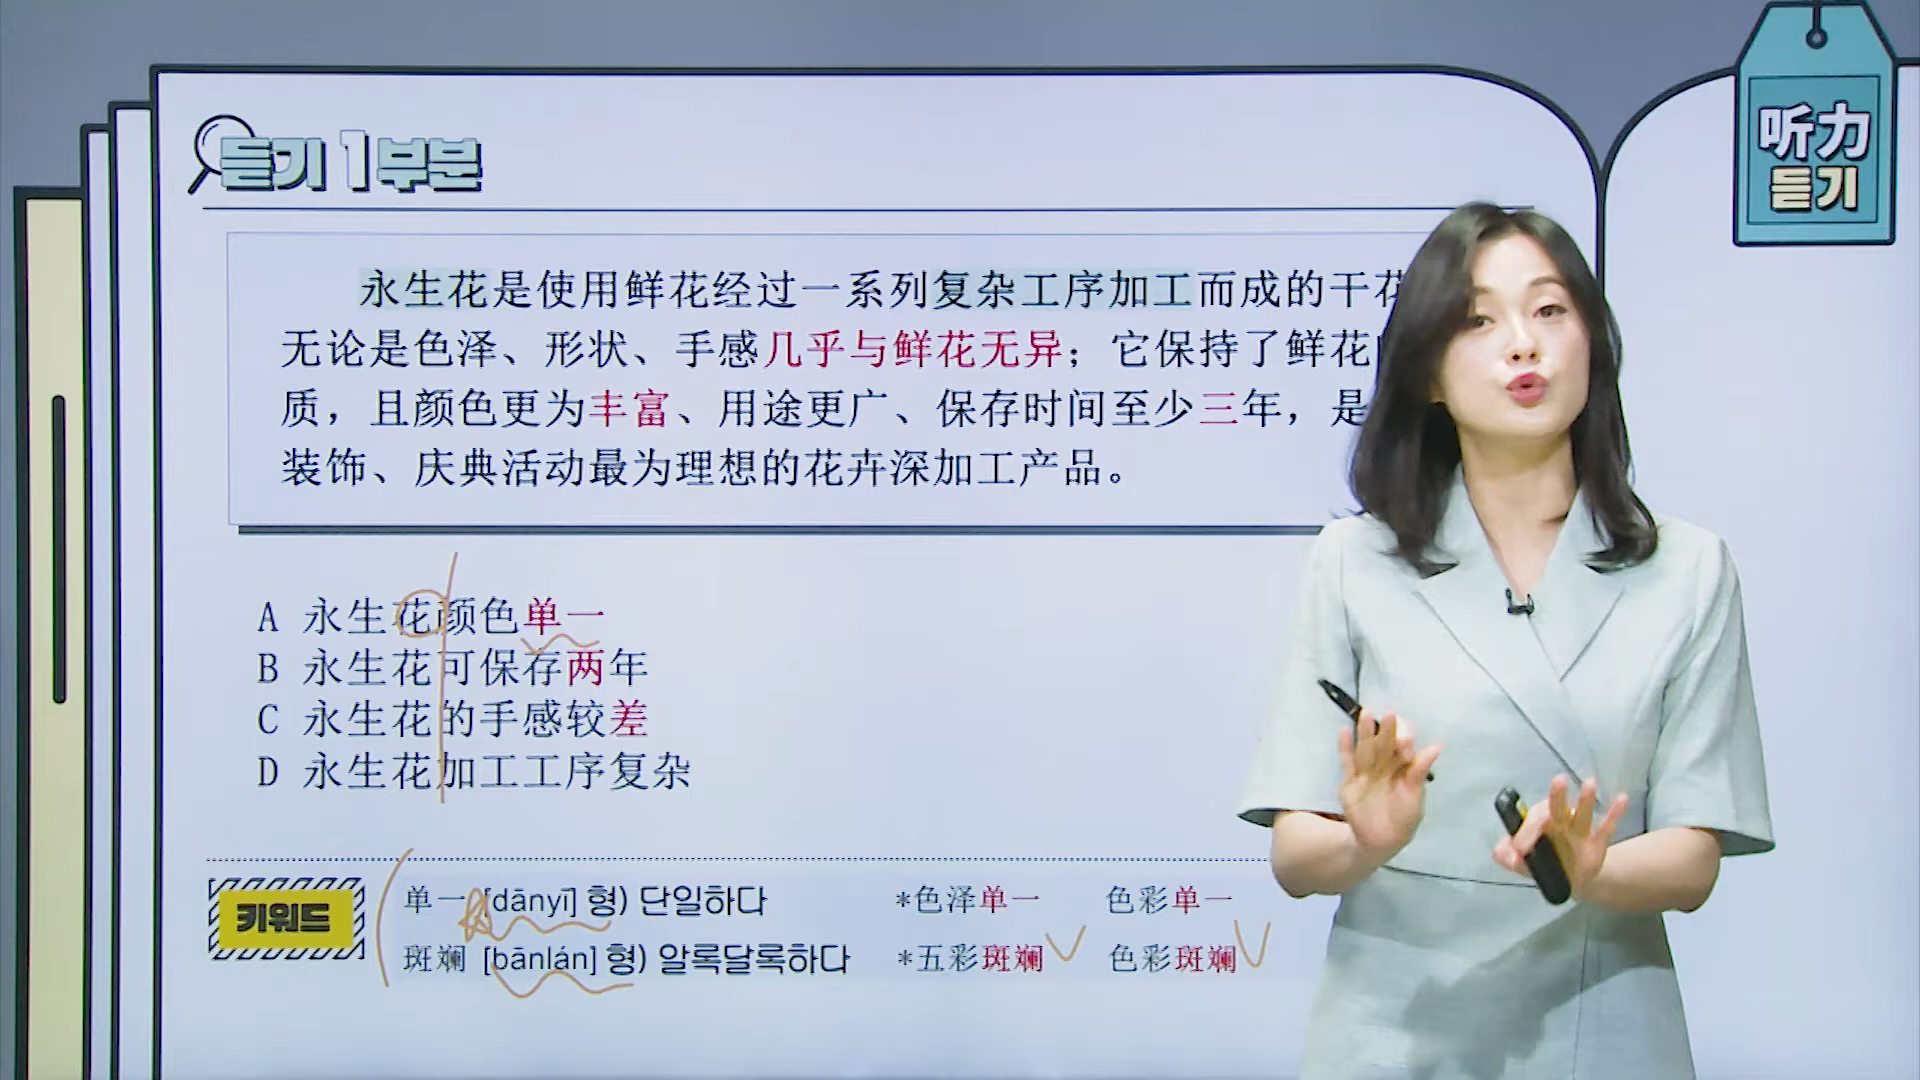 听力
듣기
듣기 1부분
永生花是使用鲜花经过一系列复杂工序加工而成的干花
无论是色泽、形状、手感几乎与鲜花无异；它保持了鲜花
质，且颜色更为丰富、用途更广、保存时间至少三年，是
装饰、庆典活动最为理想的花卉深加工产品。
A 永生花颜色单一
B 永生花可保存两年
C 永生花的手感较差
D 永生花加工工序复杂
키워드
单一 [dānyī] 형) 단일하다 *色泽单一 色彩单一
斑斓 [bānlán] 형) 알록달록하다 *五彩斑斓 色彩斑斓